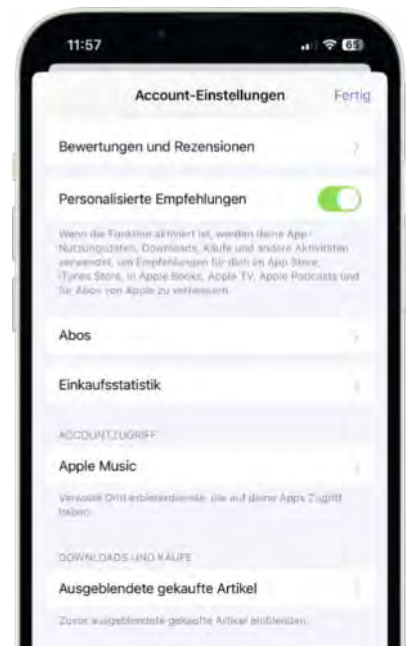 11:57
65
Account-Einstellungen
Fertig
Bewertungen und Rezensionen
Personalisierte Empfehlungen
Wenn die Funktion aktiviert ist, werden deine App-
Nutzungsdaten, Downloads, Käufe und andere Aktivitäten
verwendet, um Empfehlungen für dich im App Store,
iTunes Store, in Apple Books, Apple TV, Apple Podcasts und
für Abos von Apple zu verbessern.
Abos
Einkaufsstatistik
ACCOUNTZUGRIFF
Apple Music
Verwalte Drittanbieterdienste, die auf deine Apps Zugriff
haben.
DOWNLOADS UND KÄUFE
Ausgeblendete gekaufte Artikel
Zuvor ausgeblendete gekaufte Artikel einblenden.